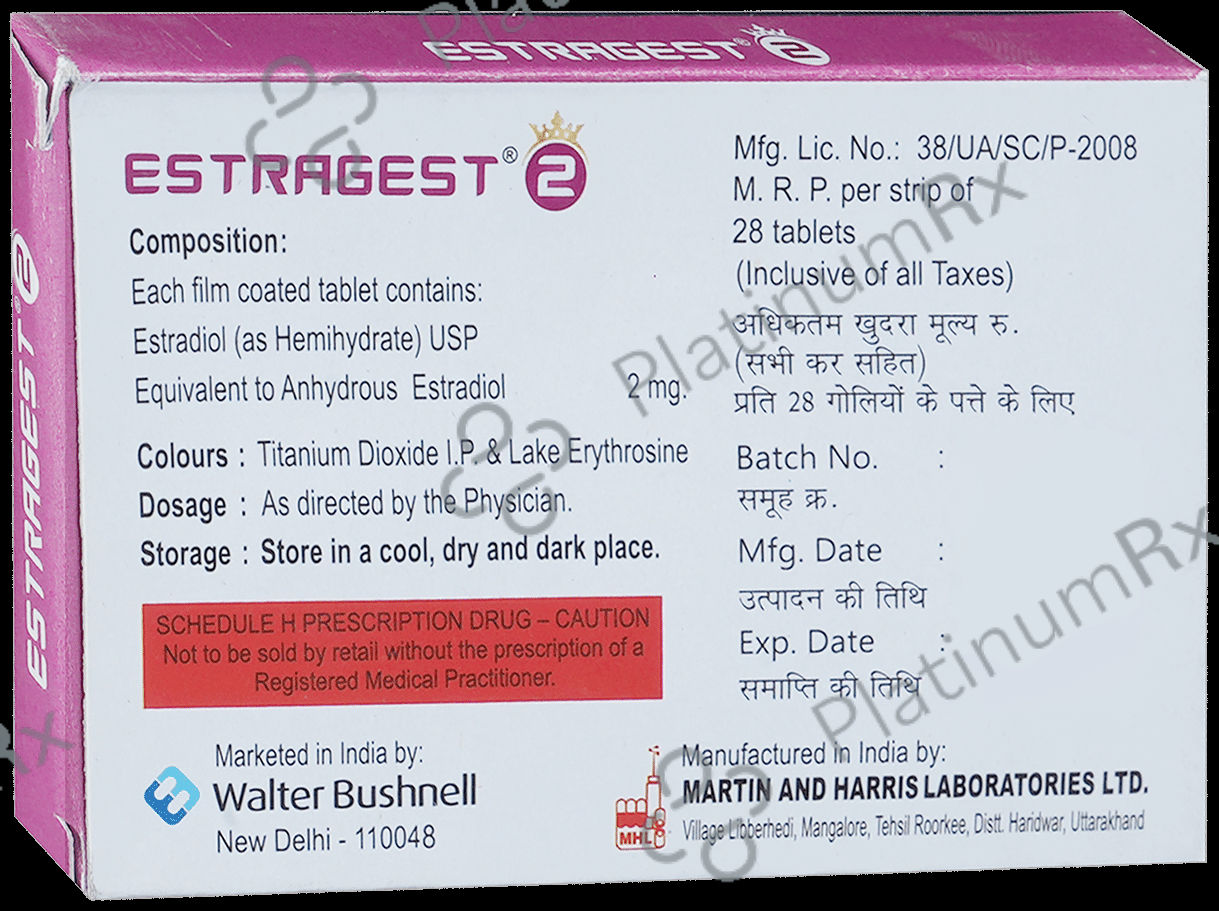 ESTRAGEST® 2
ESTRAGEST® 2
ESTRAGEST® 2
Composition:
Each film coated tablet contains:
Estradiol (as Hemihydrate) USP
Equivalent to Anhydrous Estradiol 2 mg.
Colours : Titanium Dioxide I.P. & Lake Erythrosine
Dosage : As directed by the Physician.
Storage : Store in a cool, dry and dark place.
SCHEDULE H PRESCRIPTION DRUG – CAUTION
Not to be sold by retail without the prescription of a
Registered Medical Practitioner.
Marketed in India by:
Walter Bushnell
New Delhi - 110048
Mfg. Lic. No.: 38/UA/SC/P-2008
M. R. P. per strip of
28 tablets
(Inclusive of all Taxes)
अधिकतम खुदरा मूल्य रु.
(सभी कर सहित)
प्रति 28 गोलियों के पत्ते के लिए
Batch No. :
समूह क्र.
Mfg. Date :
उत्पादन की तिथि
Exp. Date :
समाप्ति की तिथि
Manufactured in India by:
MHL
MARTIN AND HARRIS LABORATORIES LTD.
Village Libberhedi, Mangalore, Tehsil Roorkee, Distt. Haridwar, Uttarakhand
PlatinumRx
PlatinumRx
Platinum
Rx